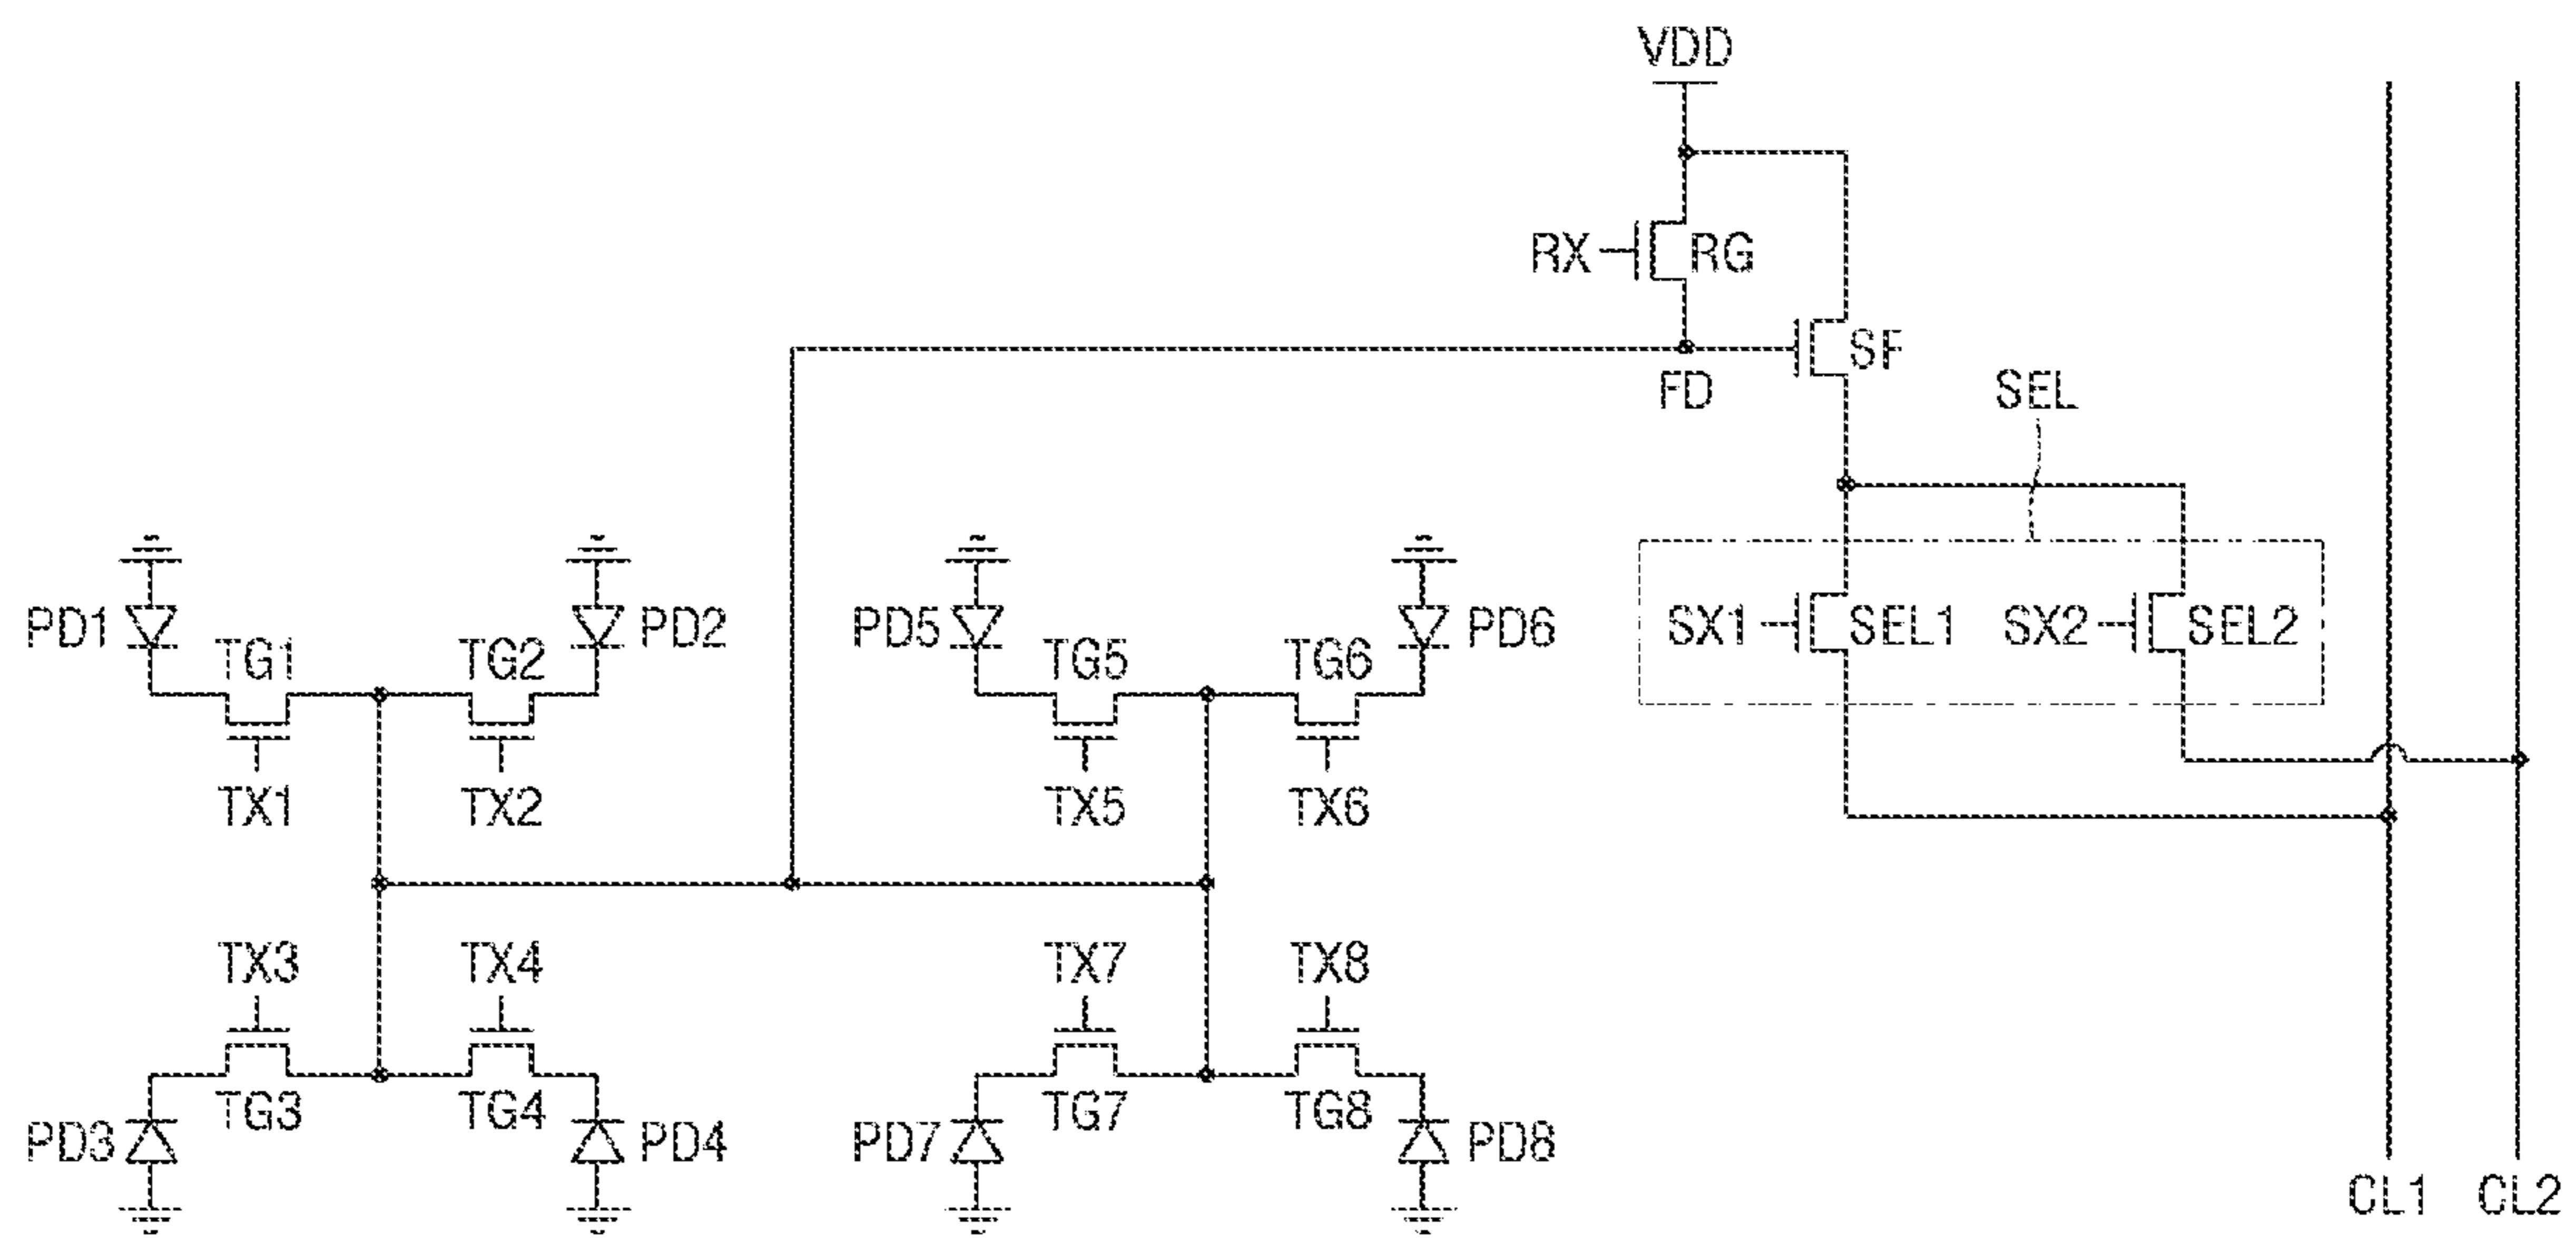 VDD
RX
RG
SF
FD
SEL
PD1
TG1
TG2
PD2
PD5
TG5
TG6
PD6
SX1
SEL1
SX2
SEL2
TX1
TX2
TX5
TX6
TX3
TX4
TX7
TX8
PD3
TG3
TG4
PD4
PD7
TG7
TG8
PD8
CL1
CL2